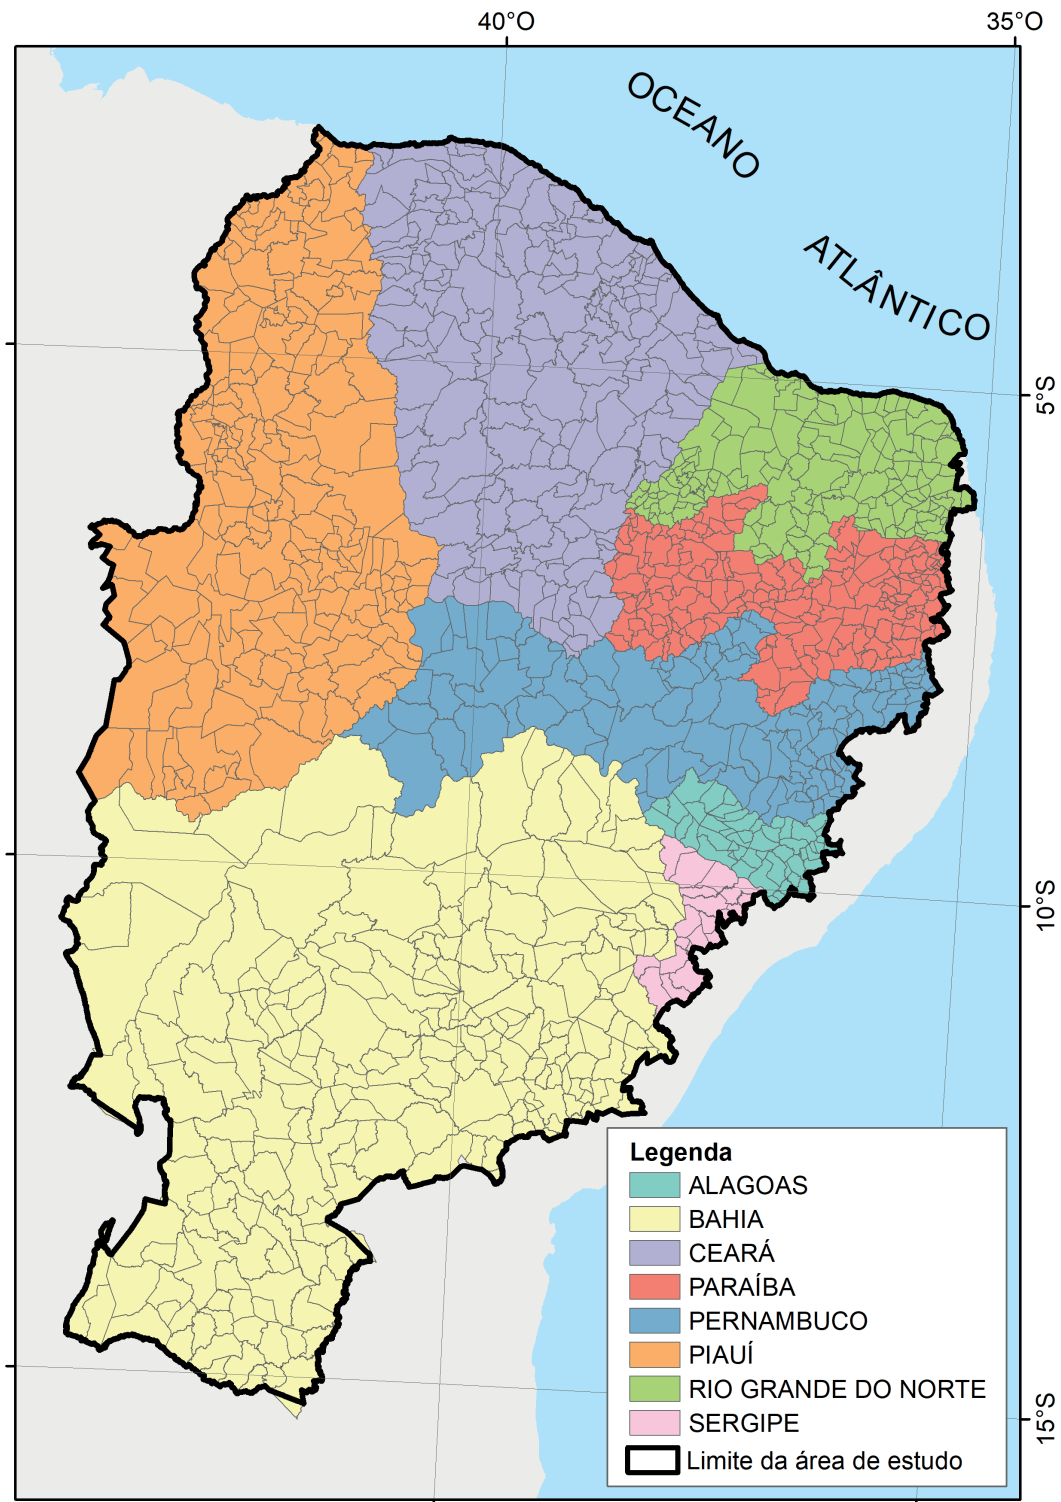 40°O
35°O
OCEANO
ATLÂNTICO
5°S
10°S
15°S
Legenda
ALAGOAS
BAHIA
CEARÁ
PARAÍBA
PERNAMBUCO
PIAUÍ
RIO GRANDE DO NORTE
SERGIPE
Limite da área de estudo